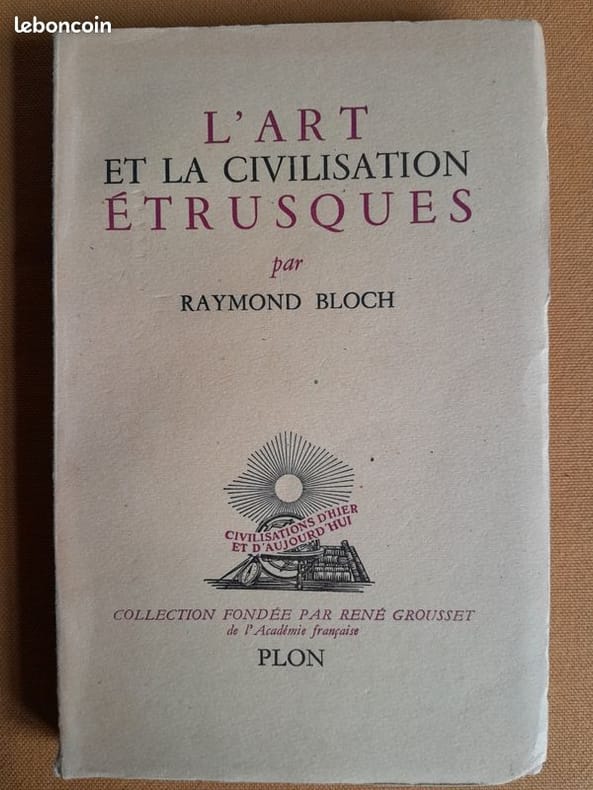 leboncoin
L'ART
ET LA CIVILISATION
ÉTRUSQUES
par
RAYMOND BLOCH
CIVILISATIONS D'HIER
ET D'AUJOURD'HUI
COLLECTION FONDÉE PAR RENÉ GROUSSET
de l'Académie française
PLON